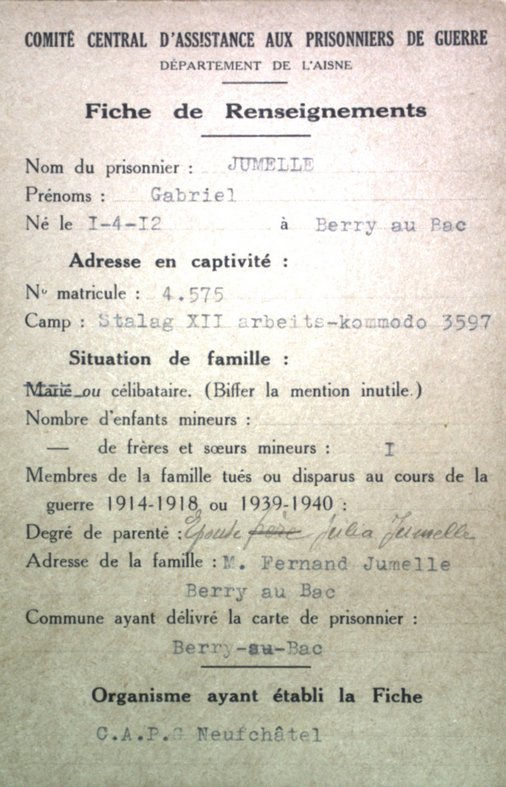 COMITÉ CENTRAL D'ASSISTANCE AUX PRISONNIERS DE GUERRE
DÉPARTEMENT DE L'AISNE
Fiche de Renseignements
Nom du prisonnier : JUMELLE
Prénoms : Gabriel
Né le I-4-I2 à Berry au Bac
Adresse en captivité :
No matricule : 4.575
Camp : Stalag XII arbeits-kommodo 3597
Situation de famille :
Marié ou célibataire. (Biffer la mention inutile.)
Nombre d'enfants mineurs :
— de frères et sœurs mineurs : I
Membres de la famille tués ou disparus au cours de la
guerre 1914-1918 ou 1939-1940 :
Degré de parenté : Epouse père Julia Jumelle
Adresse de la famille : M. Fernand Jumelle
Berry au Bac
Commune ayant délivré la carte de prisonnier :
Berry-au-Bac
Organisme ayant établi la Fiche
C.A.P.G Neufchâtel